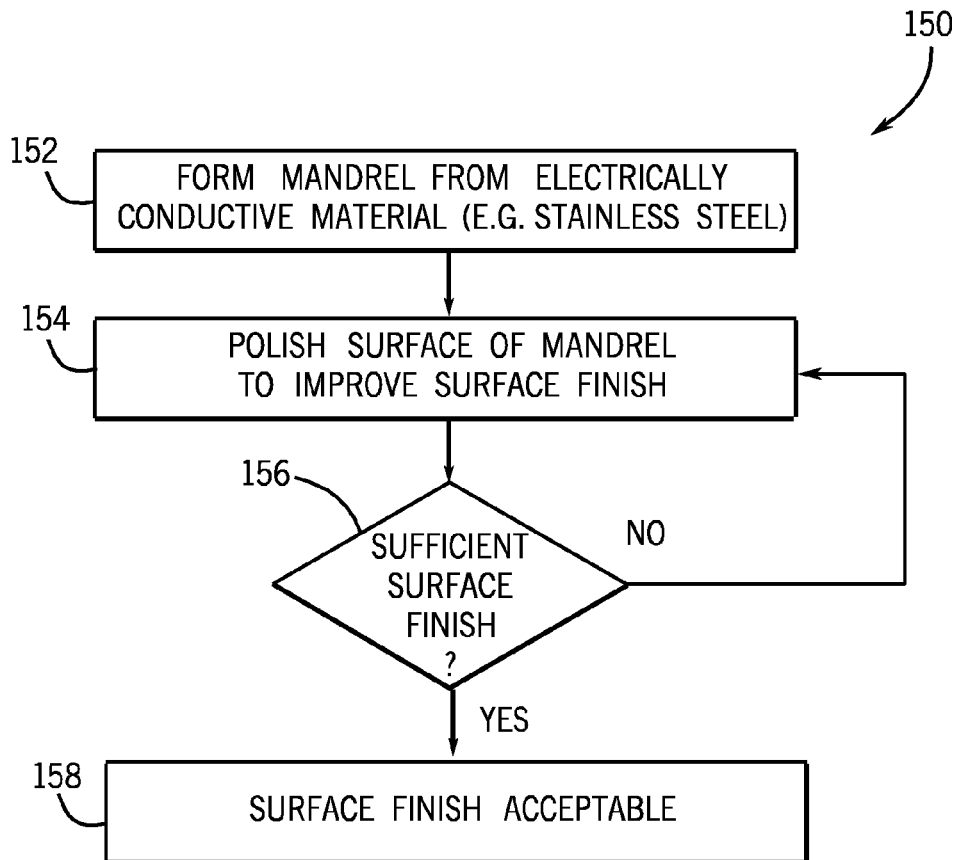 150
152
FORM MANDREL FROM ELECTRICALLY
CONDUCTIVE MATERIAL (E.G. STAINLESS STEEL)
154
POLISH SURFACE OF MANDREL
TO IMPROVE SURFACE FINISH
156
SUFFICIENT
SURFACE
FINISH
?
NO
YES
158
SURFACE FINISH ACCEPTABLE